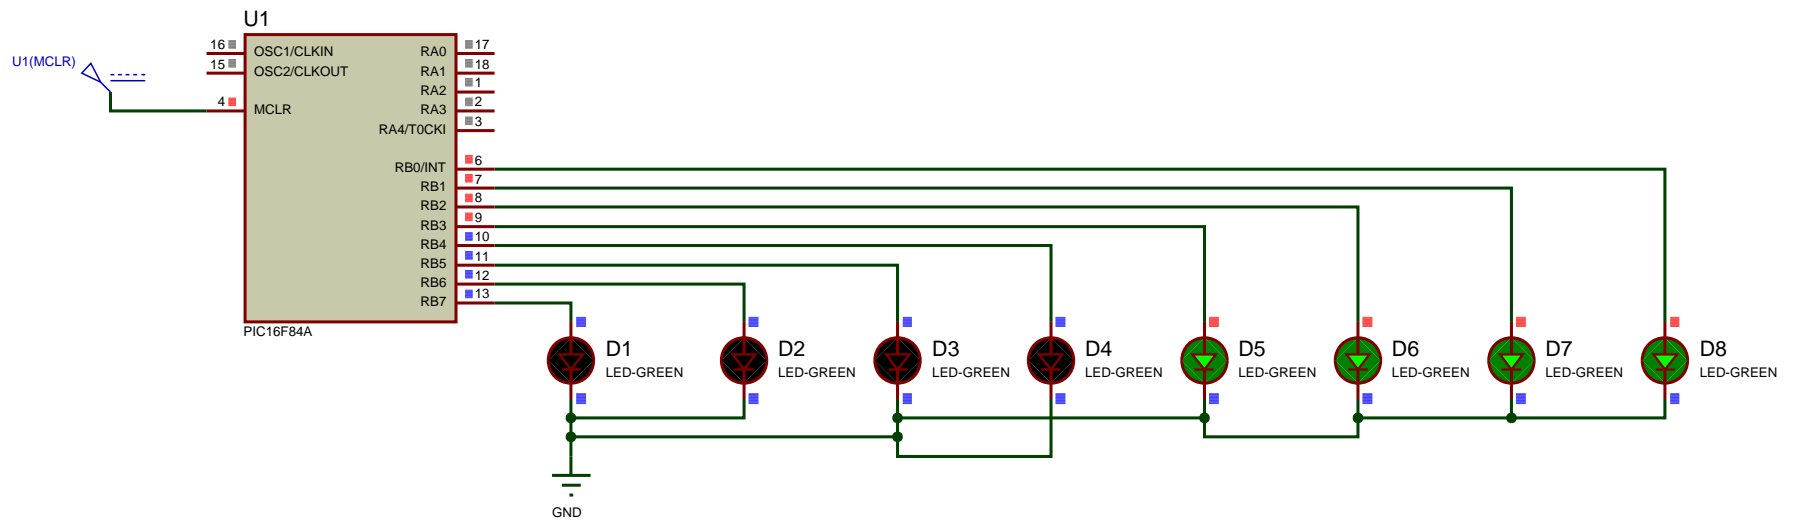 U1
U1(MCLR)
16
OSC1/CLKIN
15
OSC2/CLKOUT
4
MCLR
RA0
17
RA1
18
RA2
1
RA3
2
RA4/T0CKI
3
RB0/INT
6
RB1
7
RB2
8
RB3
9
RB4
10
RB5
11
RB6
12
RB7
13
PIC16F84A
D1
LED-GREEN
D2
LED-GREEN
D3
LED-GREEN
D4
LED-GREEN
D5
LED-GREEN
D6
LED-GREEN
D7
LED-GREEN
D8
LED-GREEN
GND